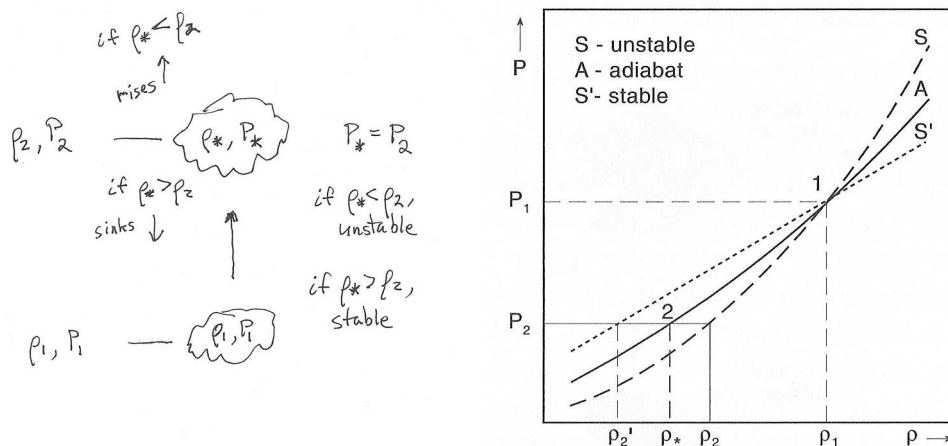 if ρ* < ρ2
rises
ρ2, P2
ρ*, P*
P* = P2
if ρ* > ρ2
sinks
if ρ* < ρ2,
unstable
if ρ* > ρ2,
stable
ρ1, P1
ρ1, P1
P
S - unstable
A - adiabat
S'- stable
S
A
S'
1
P1
2
P2
ρ2'
ρ*
ρ2
ρ1
ρ →